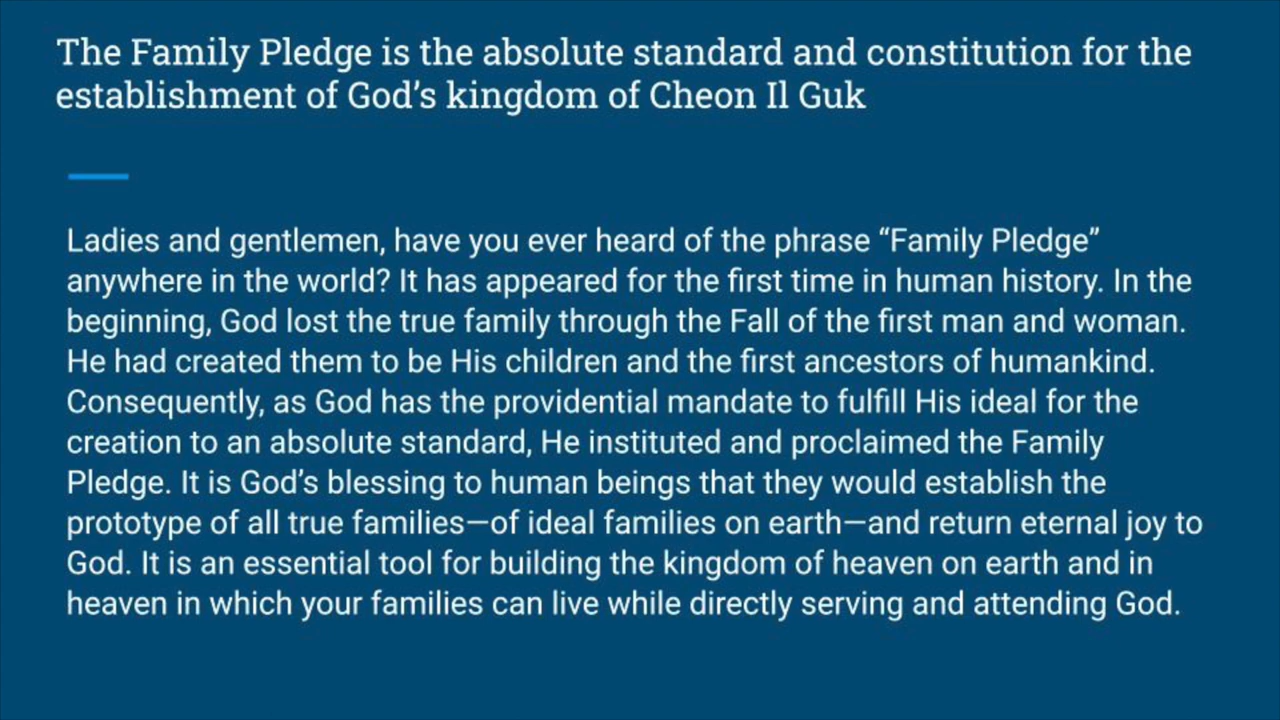 The Family Pledge is the absolute standard and constitution for the
establishment of God’s kingdom of Cheon Il Guk
Ladies and gentlemen, have you ever heard of the phrase “Family Pledge”
anywhere in the world? It has appeared for the first time in human history. In the
beginning, God lost the true family through the Fall of the first man and woman.
He had created them to be His children and the first ancestors of humankind.
Consequently, as God has the providential mandate to fulfill His ideal for the
creation to an absolute standard, He instituted and proclaimed the Family
Pledge. It is God’s blessing to human beings that they would establish the
prototype of all true families—of ideal families on earth—and return eternal joy to
God. It is an essential tool for building the kingdom of heaven on earth and in
heaven in which your families can live while directly serving and attending God.